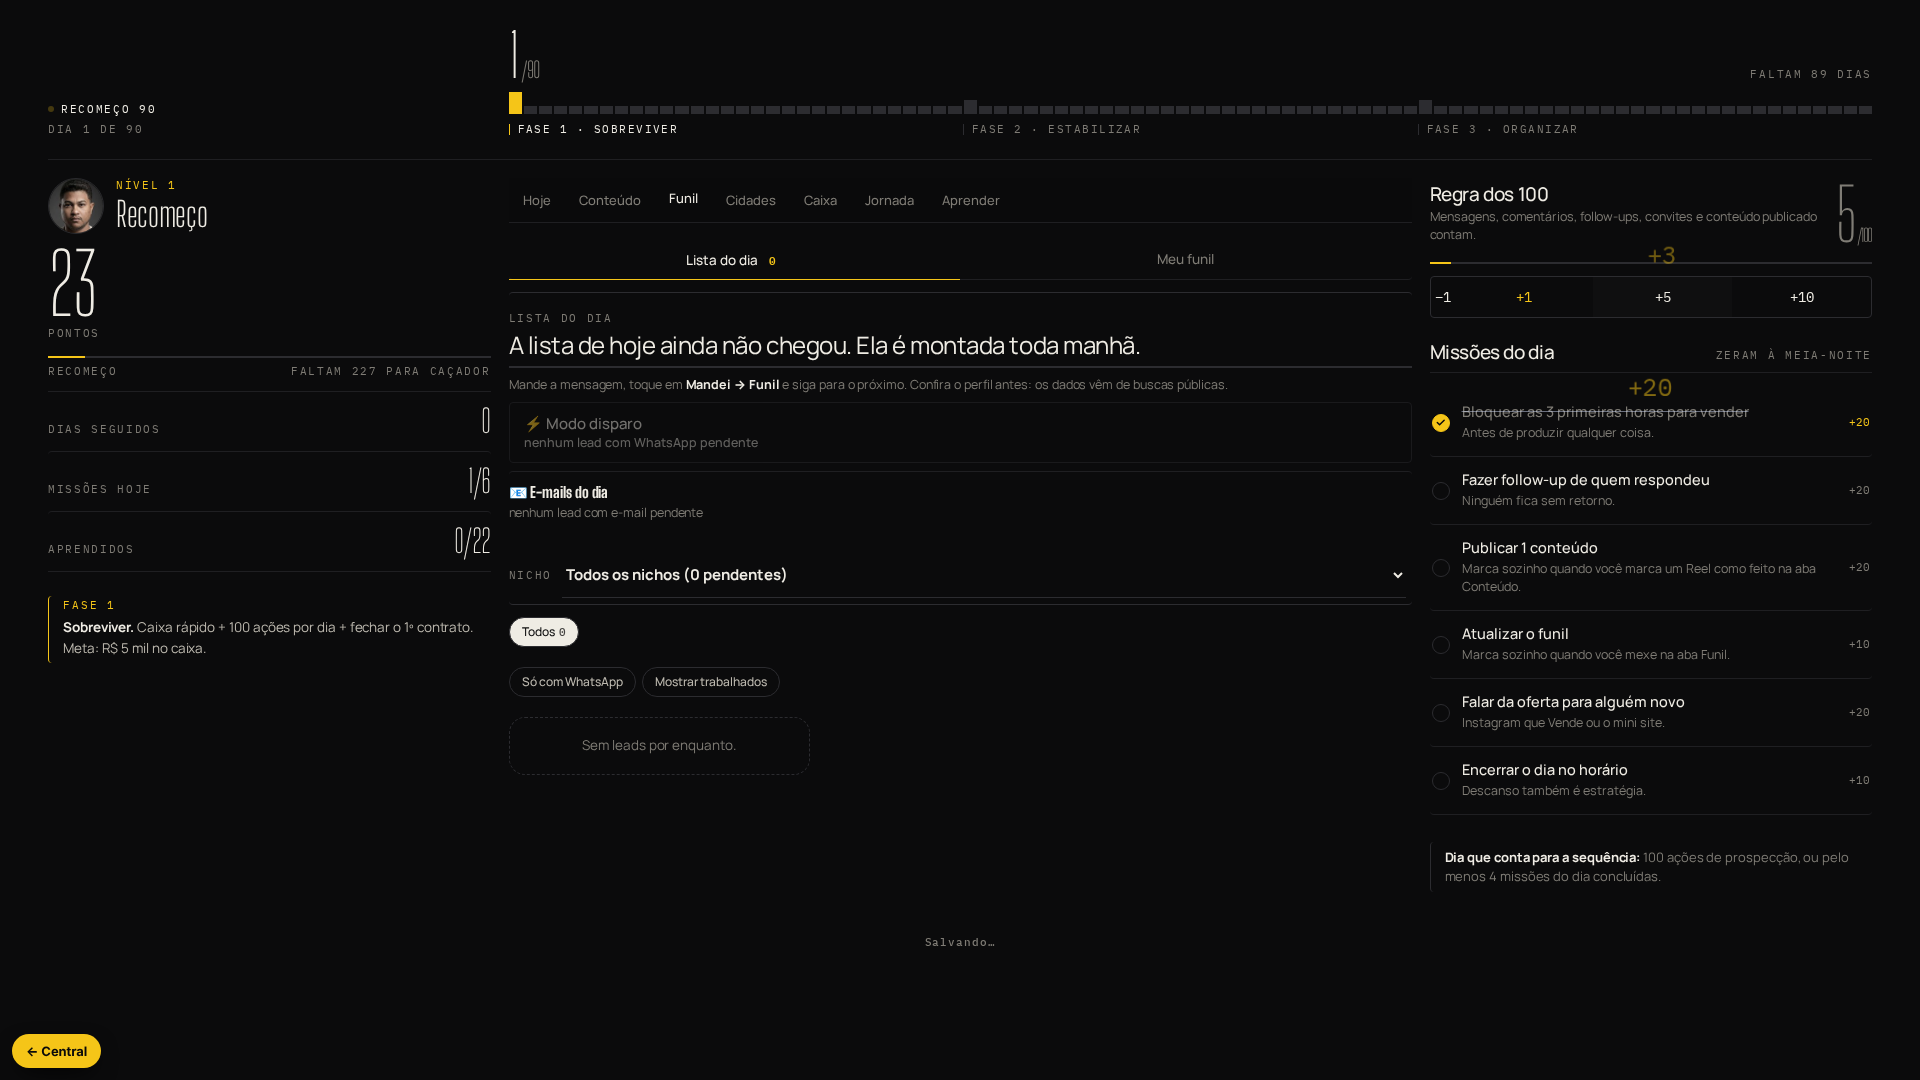 1/90
FALTAM 89 DIAS
RECOMEÇO 90
DIA 1 DE 90
FASE 1 · SOBREVIVER
FASE 2 · ESTABILIZAR
FASE 3 · ORGANIZAR
NÍVEL 1
Recomeço
23
PONTOS
RECOMEÇO
FALTAM 227 PARA CAÇADOR
DIAS SEGUIDOS
0
MISSÕES HOJE
1/6
APRENDIDOS
0/22
FASE 1
Sobreviver. Caixa rápido + 100 ações por dia + fechar o 1º contrato.
Meta: R$ 5 mil no caixa.
Hoje
Conteúdo
Funil
Cidades
Caixa
Jornada
Aprender
Lista do dia 0
Meu funil
LISTA DO DIA
A lista de hoje ainda não chegou. Ela é montada toda manhã.
Mande a mensagem, toque em Mandei → Funil e siga para o próximo. Confira o perfil antes: os dados vêm de buscas públicas.
⚡ Modo disparo
nenhum lead com WhatsApp pendente
📧 E-mails do dia
nenhum lead com e-mail pendente
NICHO
Todos os nichos (0 pendentes)
Todos 0
Só com WhatsApp
Mostrar trabalhados
Sem leads por enquanto.
Regra dos 100
Mensagens, comentários, follow-ups, convites e conteúdo publicado
contam.
5/100
+3
−1
+1
+5
+10
Missões do dia
ZERAM À MEIA-NOITE
+20
Bloquear as 3 primeiras horas para vender
Antes de produzir qualquer coisa.
+20
Fazer follow-up de quem respondeu
Ninguém fica sem retorno.
+20
Publicar 1 conteúdo
Marca sozinho quando você marca um Reel como feito na aba
Conteúdo.
+20
Atualizar o funil
Marca sozinho quando você mexe na aba Funil.
+10
Falar da oferta para alguém novo
Instagram que Vende ou o mini site.
+20
Encerrar o dia no horário
Descanso também é estratégia.
+10
Dia que conta para a sequência: 100 ações de prospecção, ou pelo
menos 4 missões do dia concluídas.
Salvando…
← Central